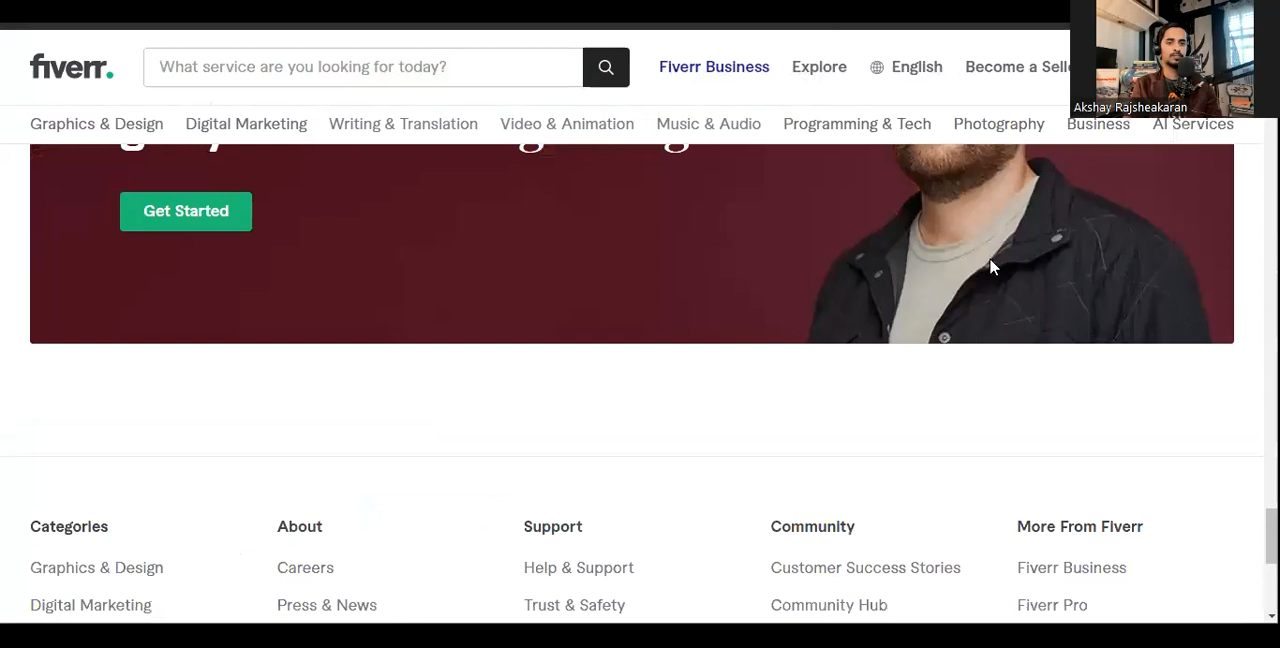 fiverr.
What service are you looking for today?
Fiverr Business
Explore
English
Become a
Akshay Rajsheakaran
Graphics & Design
Digital Marketing
Writing & Translation
Video & Animation
Music & Audio
Programming & Tech
Photography
Business
AI Services
Get Started
Categories
Graphics & Design
Digital Marketing
About
Careers
Press & News
Support
Help & Support
Trust & Safety
Community
Customer Success Stories
Community Hub
More From Fiverr
Fiverr Business
Fiverr Pro